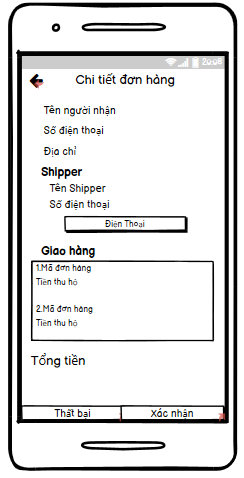 20:08
Chi tiết đơn hàng
Tên người nhận
Số điện thoại
Địa chỉ
Shipper
Tên Shipper
Số điện thoại
Điện Thoại
Giao hàng
1.Mã đơn hàng
Tiền thu hộ
2.Mã đơn hàng
Tiền thu hộ
Tổng tiền
Thất bại
Xác nhận